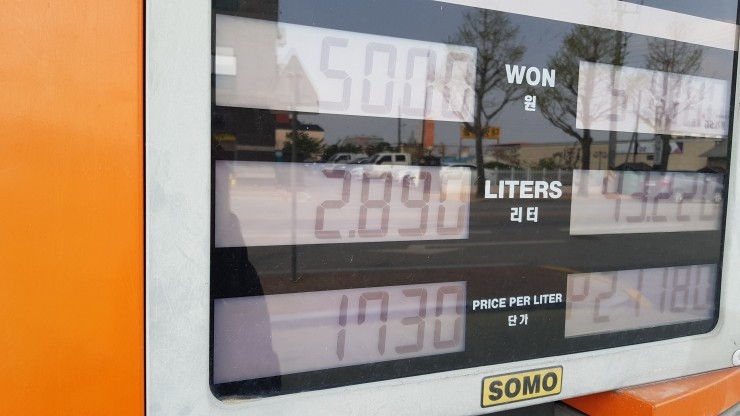 5000
WON
원
2.890
LITERS
리터
1730
PRICE PER LITER
단가
SOMO